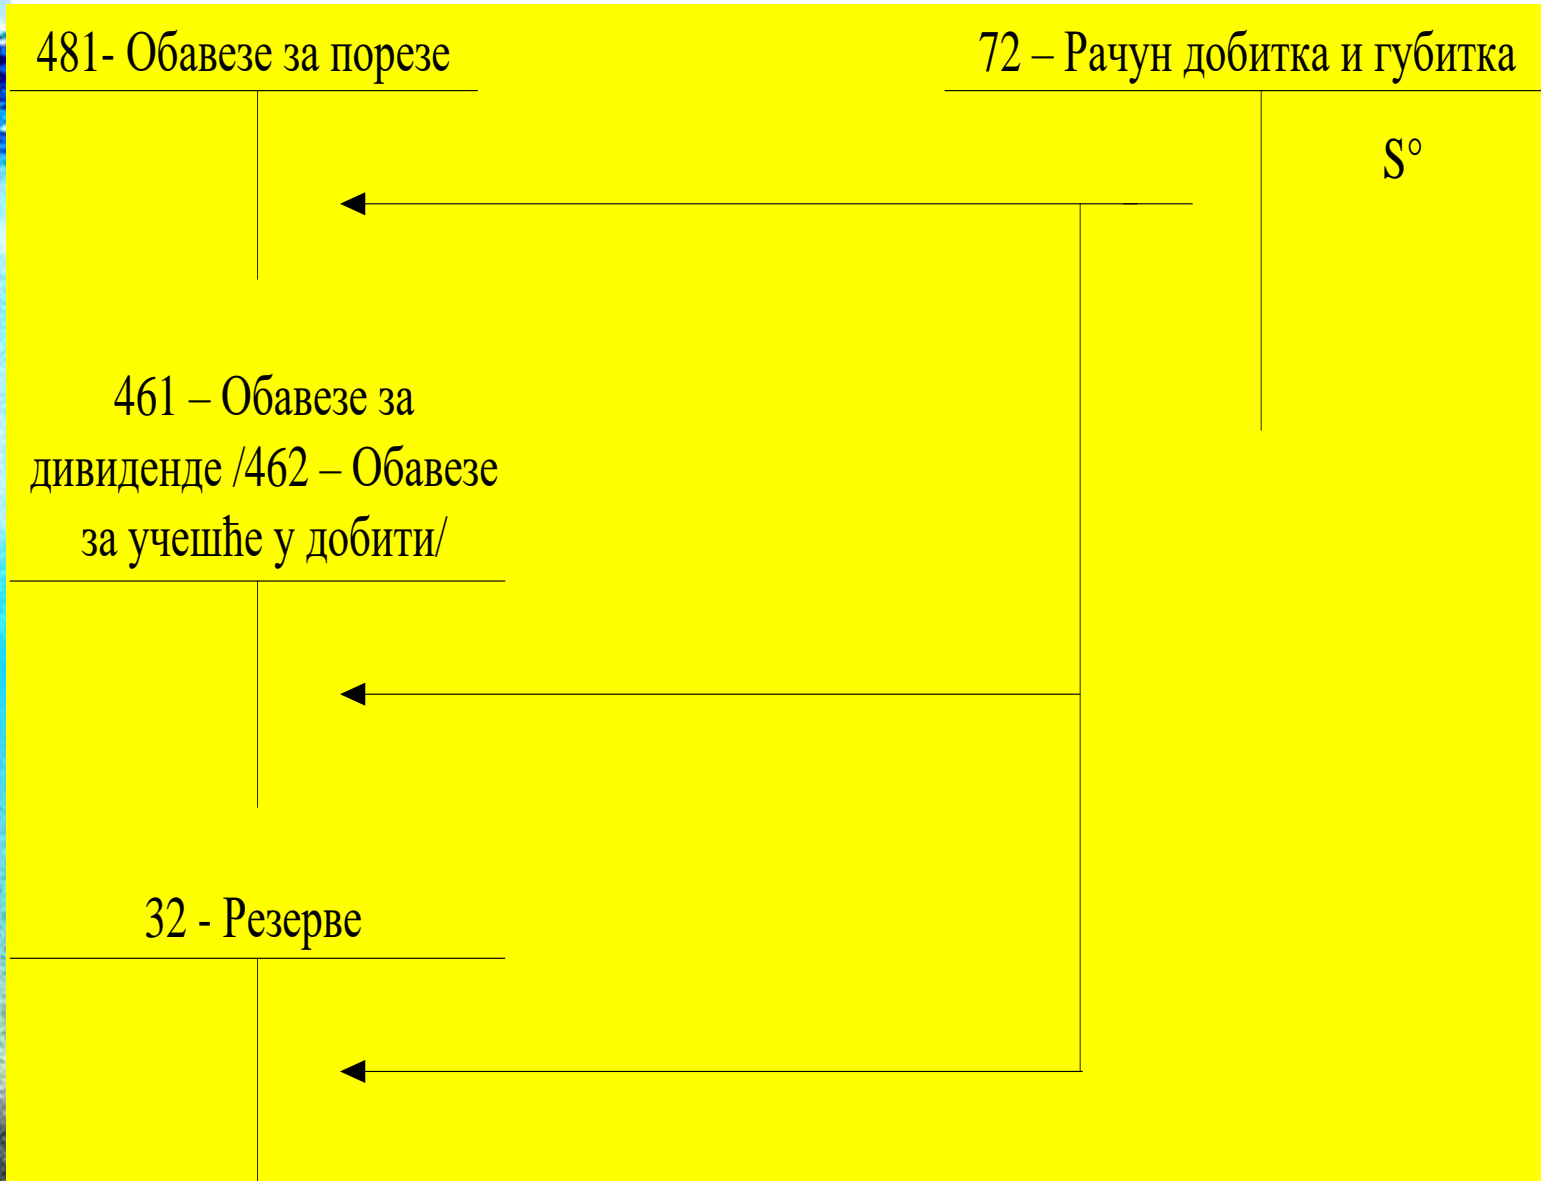 481- Обавезе за порезе
72 – Рачун добитка и губитка
S°
461 – Обавезе за
дивиденде /462 – Обавезе
за учешће у добити/
32 - Резерве